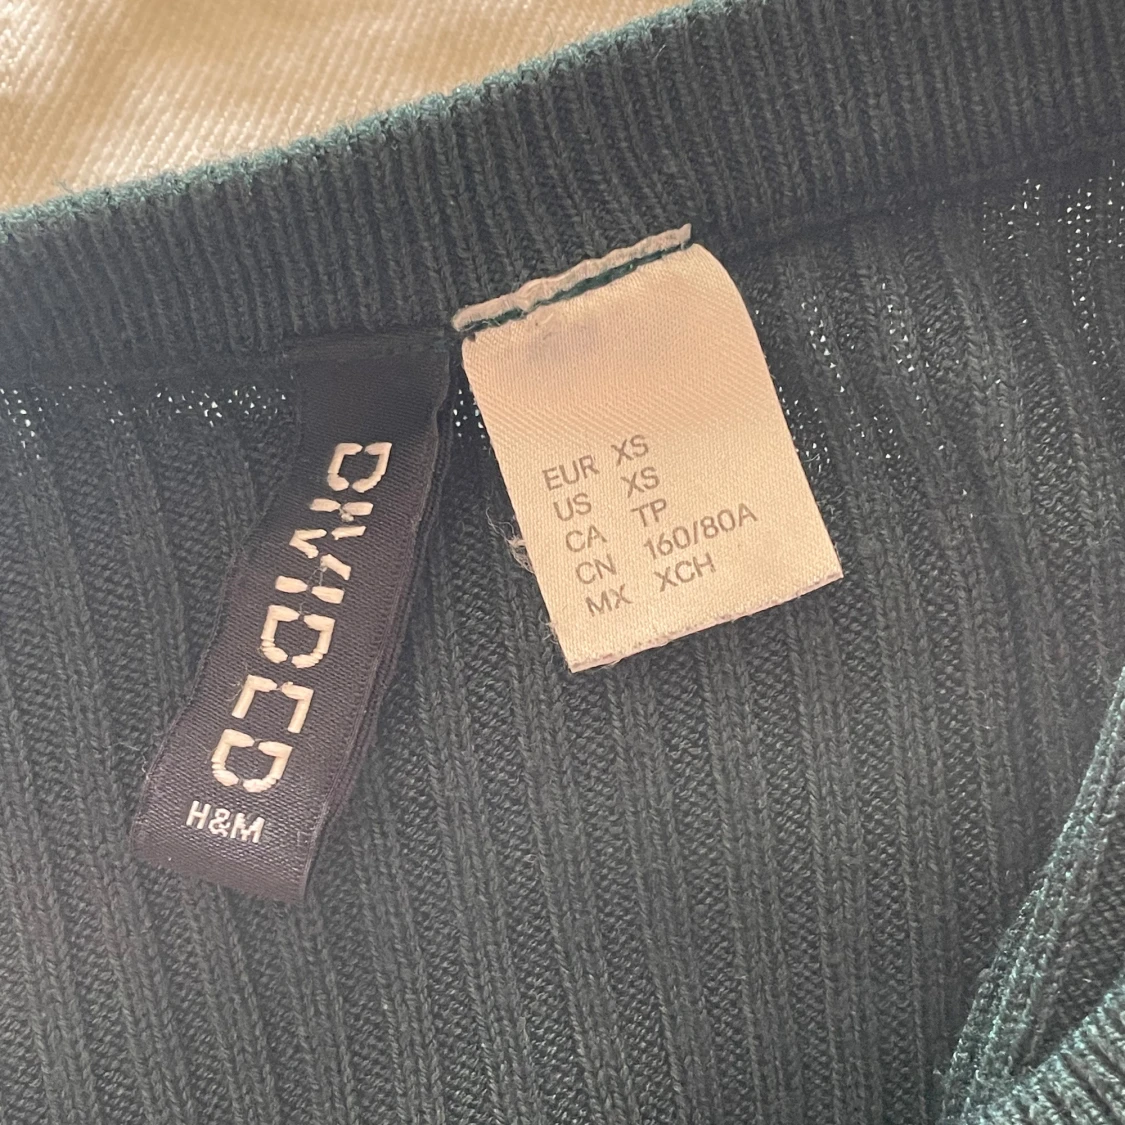 DIVIDED
H&M
EUR XS
US XS
CA TP
CN 160/80A
MX XCH